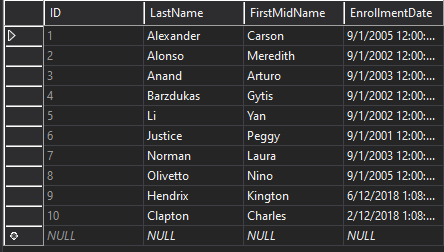 ID LastName FirstMidName EnrollmentDate
1 Alexander Carson 9/1/2005 12:00:...
2 Alonso Meredith 9/1/2002 12:00:...
3 Anand Arturo 9/1/2003 12:00:...
4 Barzdukas Gytis 9/1/2002 12:00:...
5 Li Yan 9/1/2002 12:00:...
6 Justice Peggy 9/1/2001 12:00:...
7 Norman Laura 9/1/2003 12:00:...
8 Olivetto Nino 9/1/2005 12:00:...
9 Hendrix Kington 6/12/2018 1:08:...
10 Clapton Charles 2/12/2018 1:08:...
NULL NULL NULL NULL